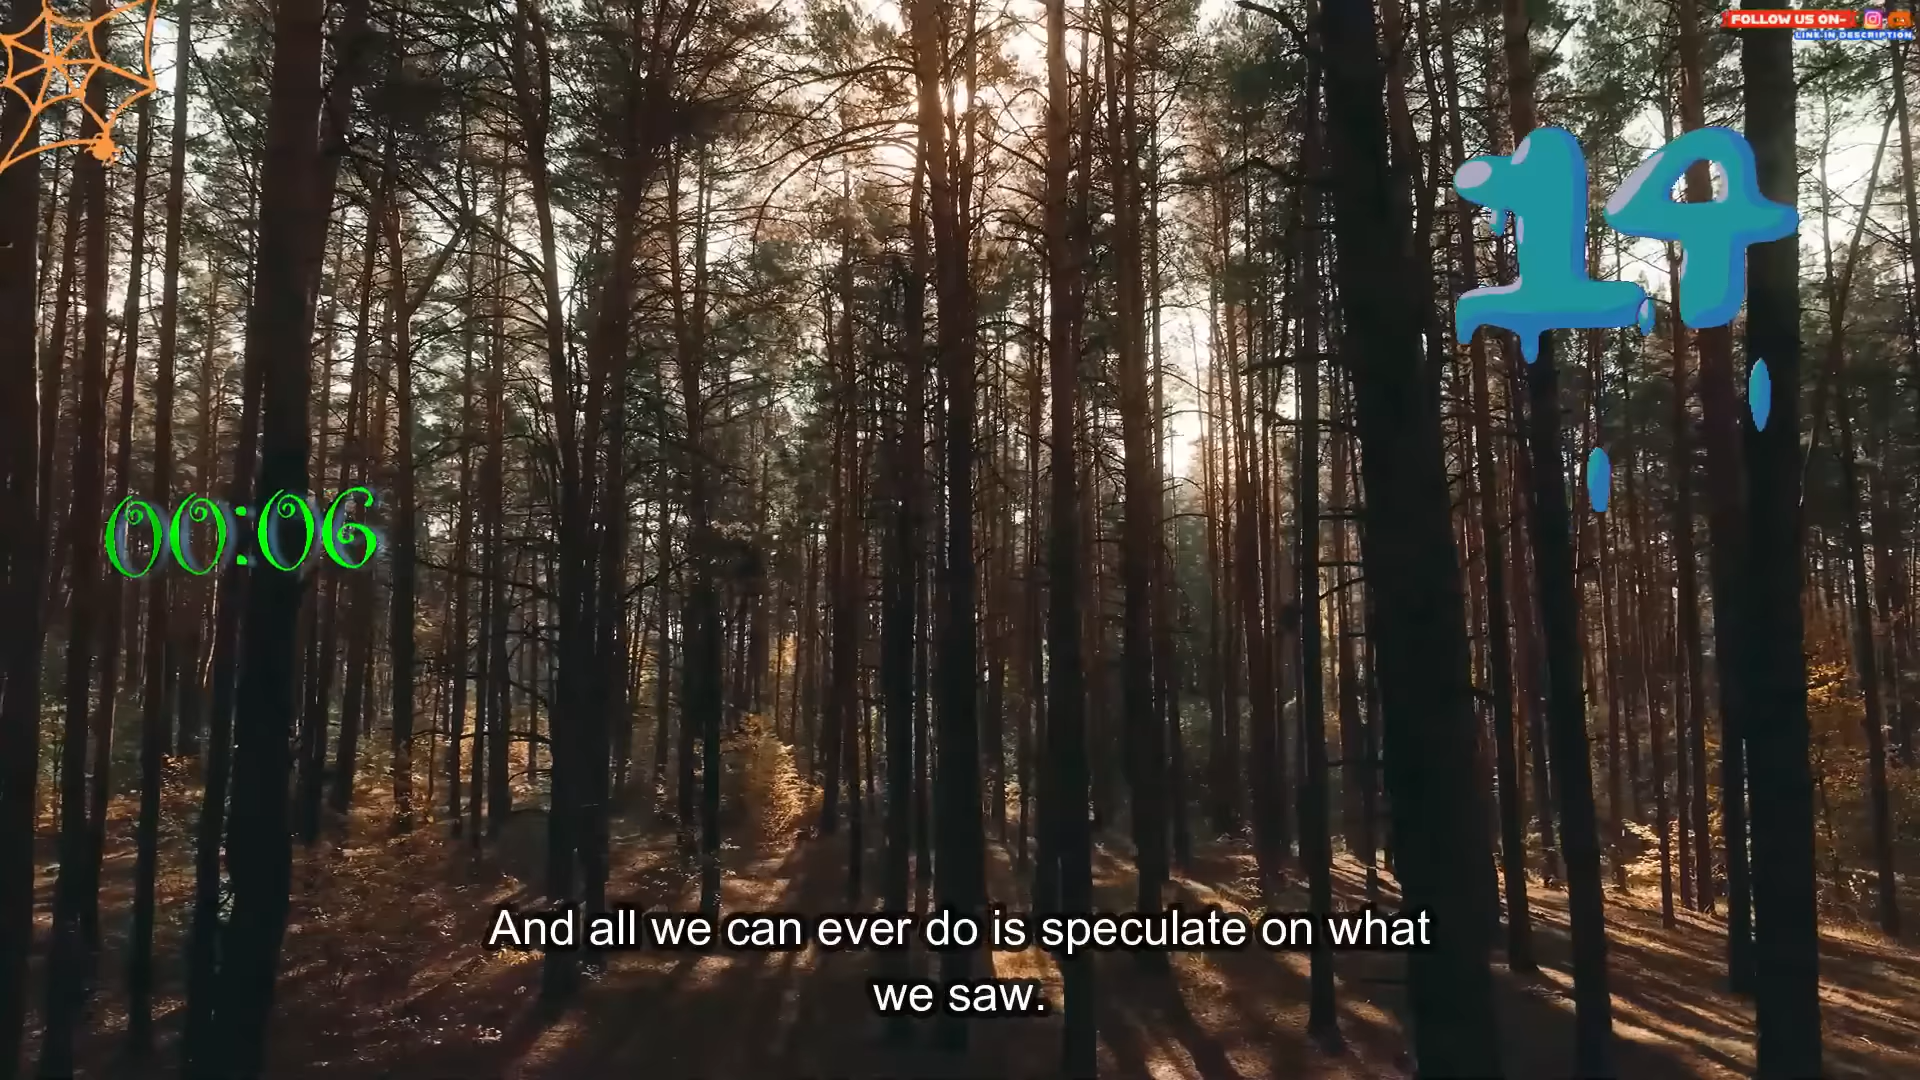 FOLLOW US ON-
LINK IN DESCRIPTION.
14
00:06
And all we can ever do is speculate on what
we saw.